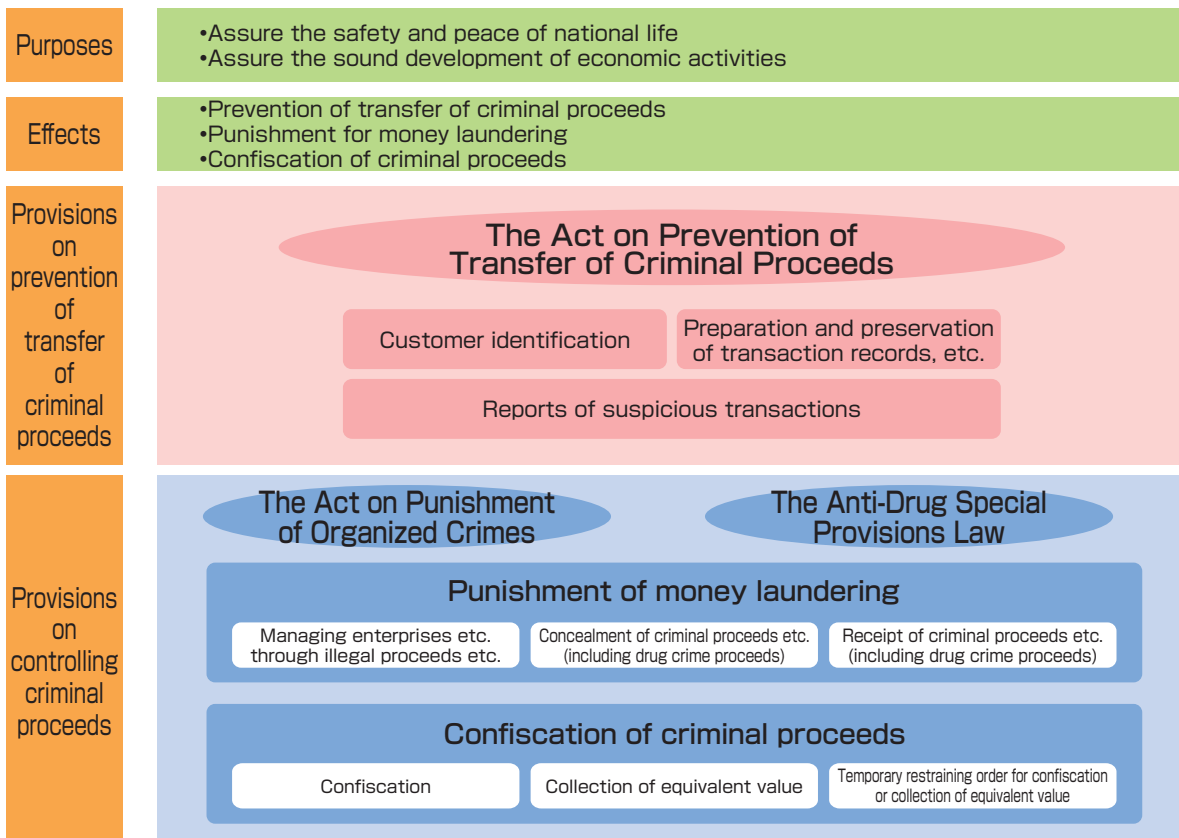 Purposes
•Assure the safety and peace of national life
•Assure the sound development of economic activities
Effects
•Prevention of transfer of criminal proceeds
•Punishment for money laundering
•Confiscation of criminal proceeds
Provisions
on
prevention
of
transfer
of
criminal
proceeds
The Act on Prevention of
Transfer of Criminal Proceeds
Customer identification
Preparation and preservation
of transaction records, etc.
Reports of suspicious transactions
Provisions
on
controlling
criminal
proceeds
The Act on Punishment
of Organized Crimes
The Anti-Drug Special
Provisions Law
Punishment of money laundering
Managing enterprises etc.
through illegal proceeds etc.
Concealment of criminal proceeds etc.
(including drug crime proceeds)
Receipt of criminal proceeds etc.
(including drug crime proceeds)
Confiscation of criminal proceeds
Confiscation
Collection of equivalent value
Temporary restraining order for confiscation
or collection of equivalent value